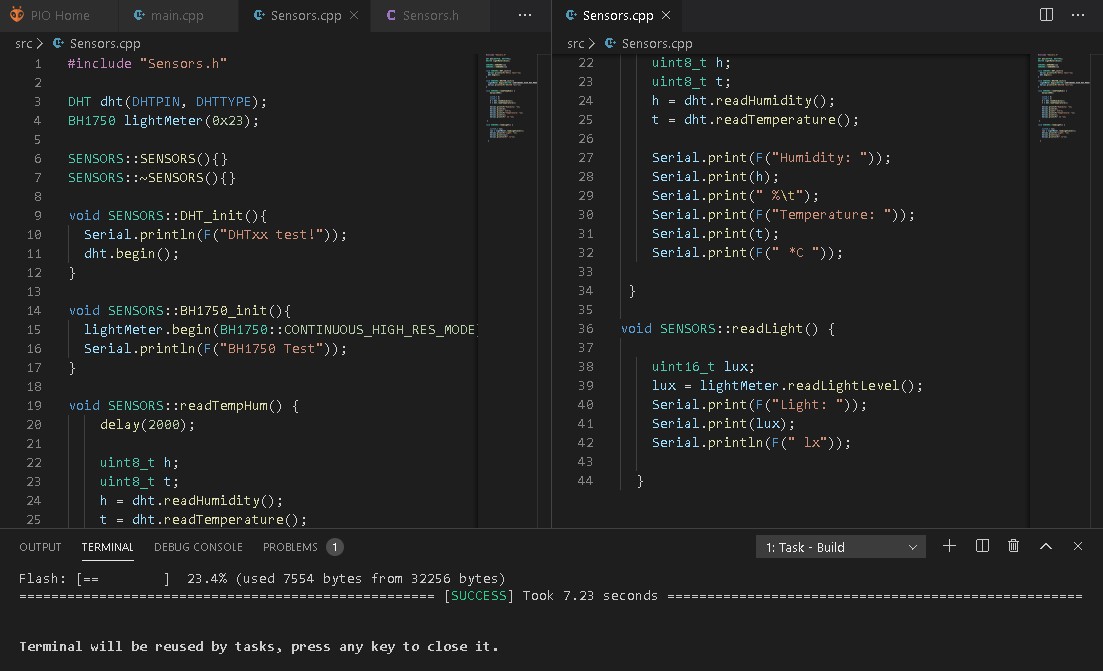 PIO Home main.cpp Sensors.cpp Sensors.h ...
src > Sensors.cpp
1 #include "Sensors.h"
2
3 DHT dht(DHTPIN, DHTTYPE);
4 BH1750 lightMeter(0x23);
5
6 SENSORS::SENSORS(){}
7 SENSORS::~SENSORS(){}
8
9 void SENSORS::DHT_init(){
10 Serial.println(F("DHTxx test!"));
11 dht.begin();
12 }
13
14 void SENSORS::BH1750_init(){
15 lightMeter.begin(BH1750::CONTINUOUS_HIGH_RES_MODE)
16 Serial.println(F("BH1750 Test"));
17 }
18
19 void SENSORS::readTempHum() {
20 delay(2000);
21
22 uint8_t h;
23 uint8_t t;
24 h = dht.readHumidity();
25 t = dht.readTemperature();
Sensors.cpp ...
src > Sensors.cpp
22 uint8_t h;
23 uint8_t t;
24 h = dht.readHumidity();
25 t = dht.readTemperature();
26
27 Serial.print(F("Humidity: "));
28 Serial.print(h);
29 Serial.print(" %\t");
30 Serial.print(F("Temperature: "));
31 Serial.print(t);
32 Serial.print(F(" *C "));
33
34 }
35
36 void SENSORS::readLight() {
37
38 uint16_t lux;
39 lux = lightMeter.readLightLevel();
40 Serial.print(F("Light: "));
41 Serial.print(lux);
42 Serial.println(F(" lx"));
43
44 }
OUTPUT TERMINAL DEBUG CONSOLE PROBLEMS 1 1: Task - Build
Flash: [==        ]  23.4% (used 7554 bytes from 32256 bytes)
==================================================== [SUCCESS] Took 7.23 seconds ====================================================
Terminal will be reused by tasks, press any key to close it.